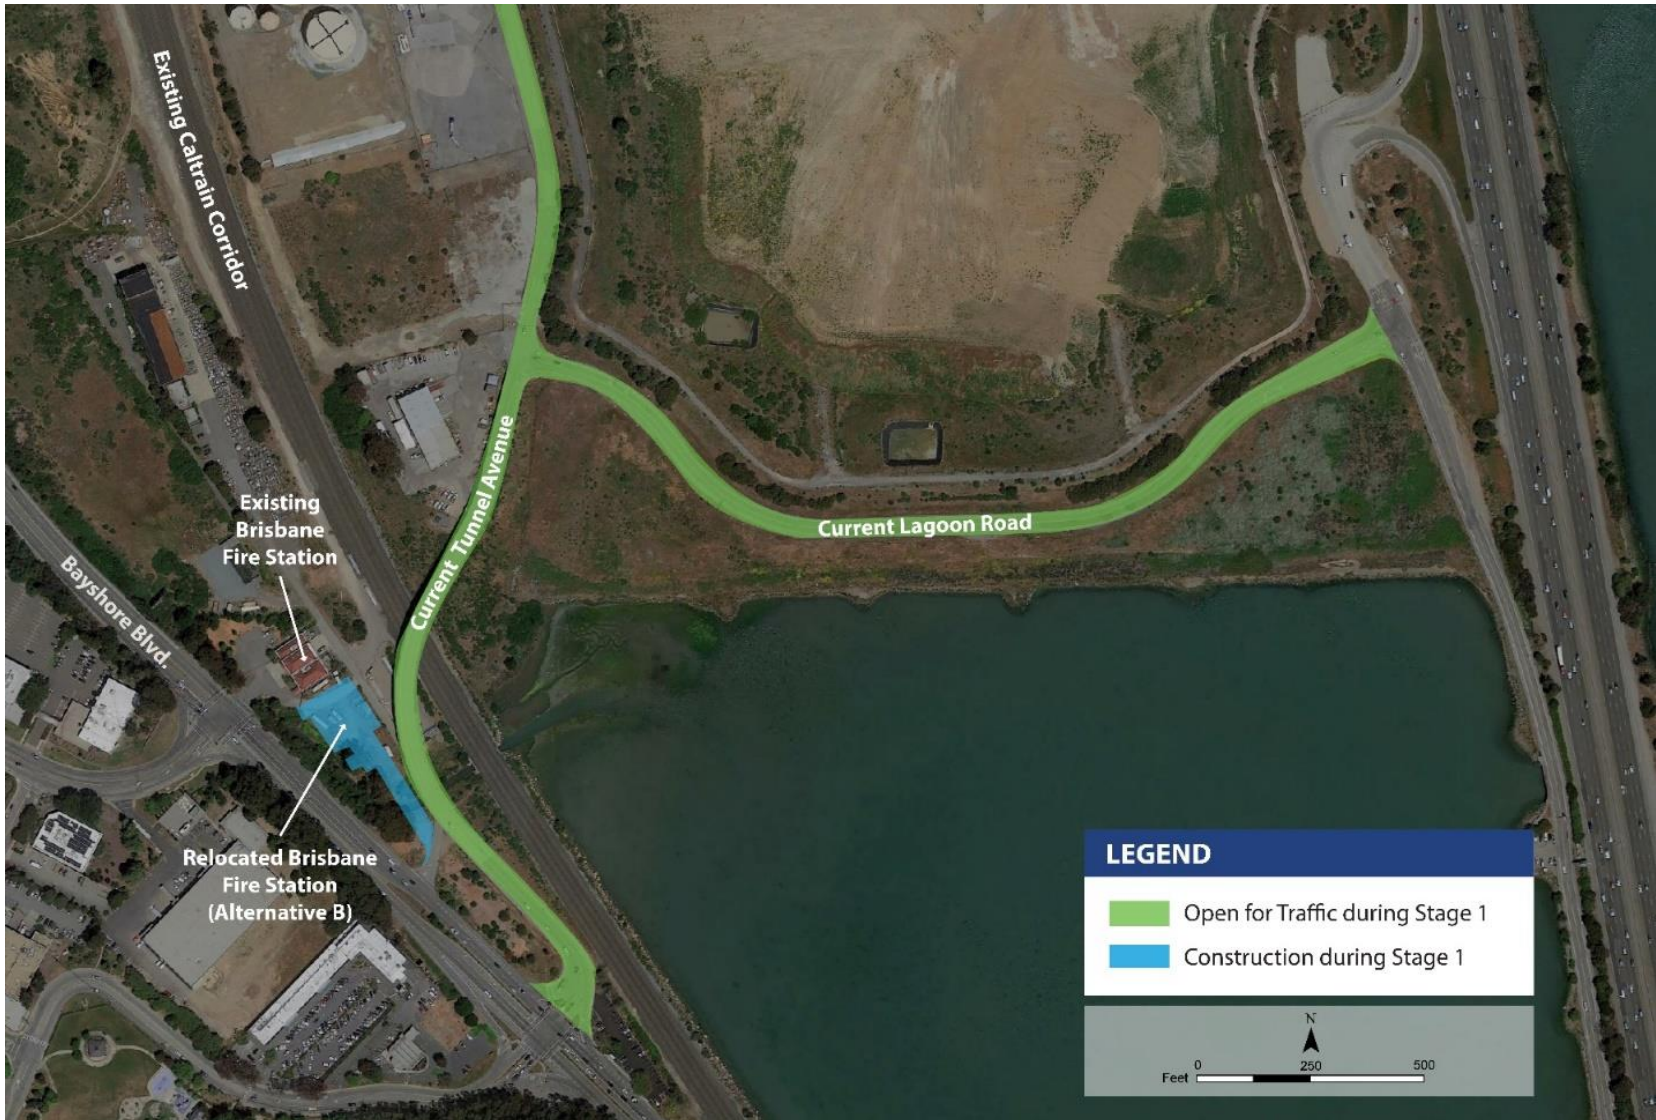 Existing Caltrain Corridor
Existing
Brisbane
Fire Station
Current Tunnel Avenue
Current Lagoon Road
Bayshore Blvd.
Relocated Brisbane
Fire Station
(Alternative B)
LEGEND
Open for Traffic during Stage 1
Construction during Stage 1
N
0 250 500
Feet